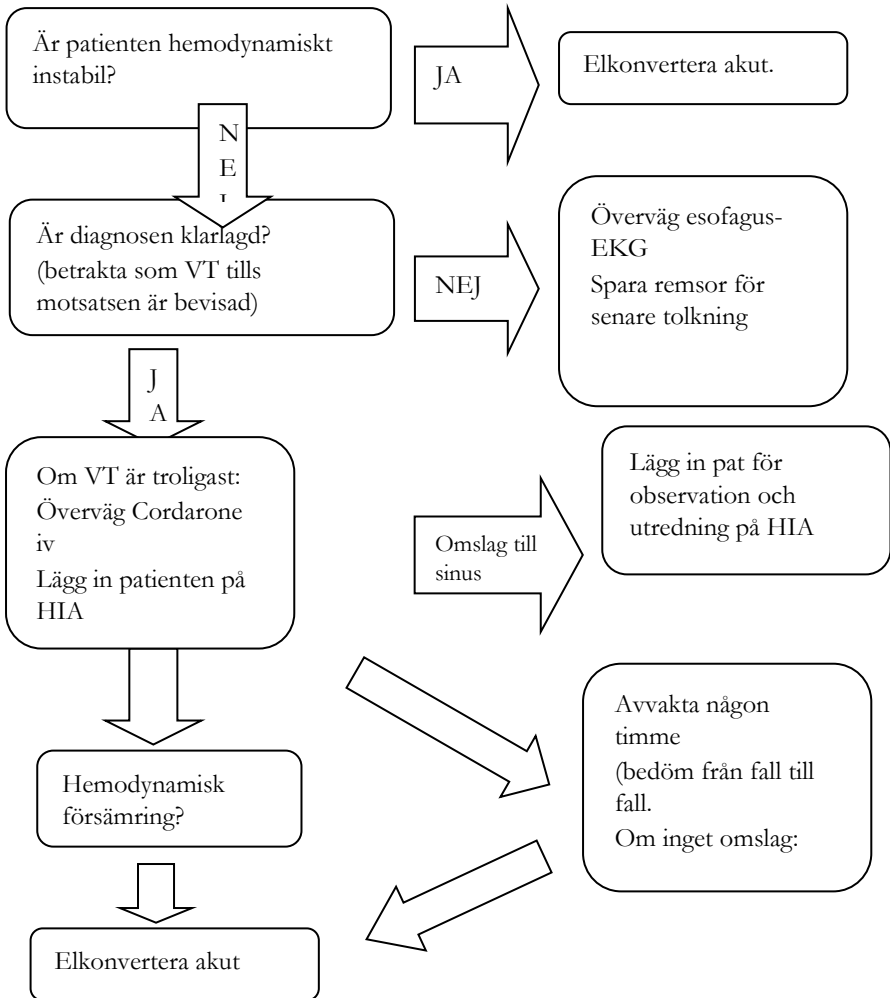 Är patienten hemodynamiskt
instabil?
JA
Elkonvertera akut.
N
E
J
Är diagnosen klarlagd?
(betrakta som VT tills
motsatsen är bevisad)
NEJ
Överväg esofagus-
EKG
Spara remsor för
senare tolkning
J
A
Om VT är troligast:
Överväg Cordarone
iv
Lägg in patienten på
HIA
Omslag till
sinus
Lägg in pat för
observation och
utredning på HIA
Avvakta någon
timme
(bedöm från fall till
fall.
Om inget omslag:
Hemodynamisk
försämring?
Elkonvertera akut